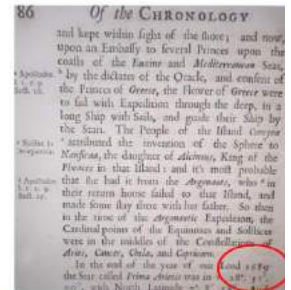 86 Of the CHRONOLOGY
and kept within sight of the shore; and now,
upon an Embassy to several Princes upon the
coasts of the Euxine and Mediterranean Seas,
by the dictates of the Oracle, and consent of
the Princes of Greece, the Flower of Greece were
to sail with Expedition through the deep, in a
long Ship with Sails, and guide their Ship by
the Stars. The People of the Island Corcyra
attributed the invention of the Sphere to
Nausicaa, the daughter of Alcinous, King of the
Pheaces in that Island: and it's most probable
that she had it from the Argonauts, who in
their return home sailed to that Island, and
made some stay there with her father. So then
in the time of the Argonautic Expedition, the
Cardinal points of the Equinoxes and Solstices
were in the middles of the Constellations of
Aries, Cancer, Chelæ, and Capricorn.
In the end of the year of our Lord 1689
the Star called Prima Arietis was in
with North Latitude